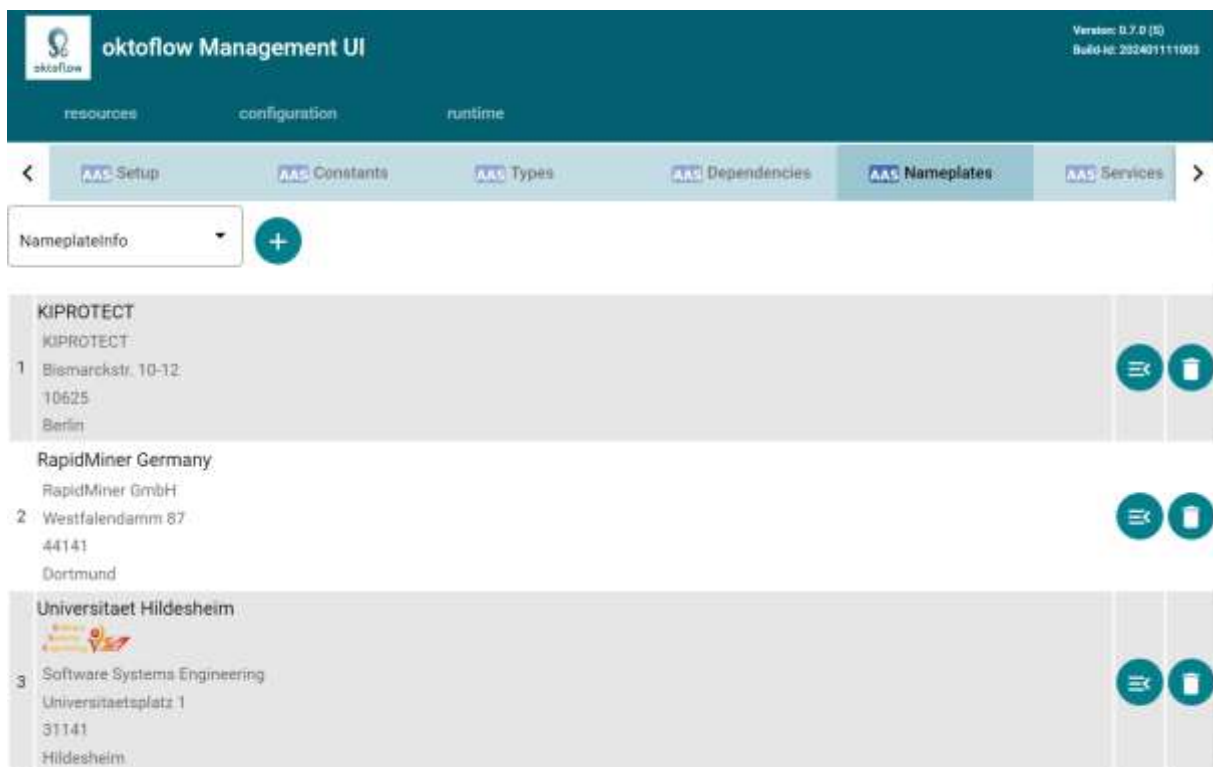 oktoflow
oktoflow Management UI
Version: 0.7.0 (S)
Build-Id: 202401111003
resources configuration runtime
AAS Setup AAS Constants AAS Types AAS Dependencies AAS Nameplates AAS Services
NameplateInfo
KIPROTECT
KIPROTECT
1 Bismarckstr. 10-12
10625
Berlin
RapidMiner Germany
RapidMiner GmbH
2 Westfalendamm 87
44141
Dortmund
Universitaet Hildesheim
3 Software Systems Engineering
Universitaetsplatz 1
31141
Hildesheim